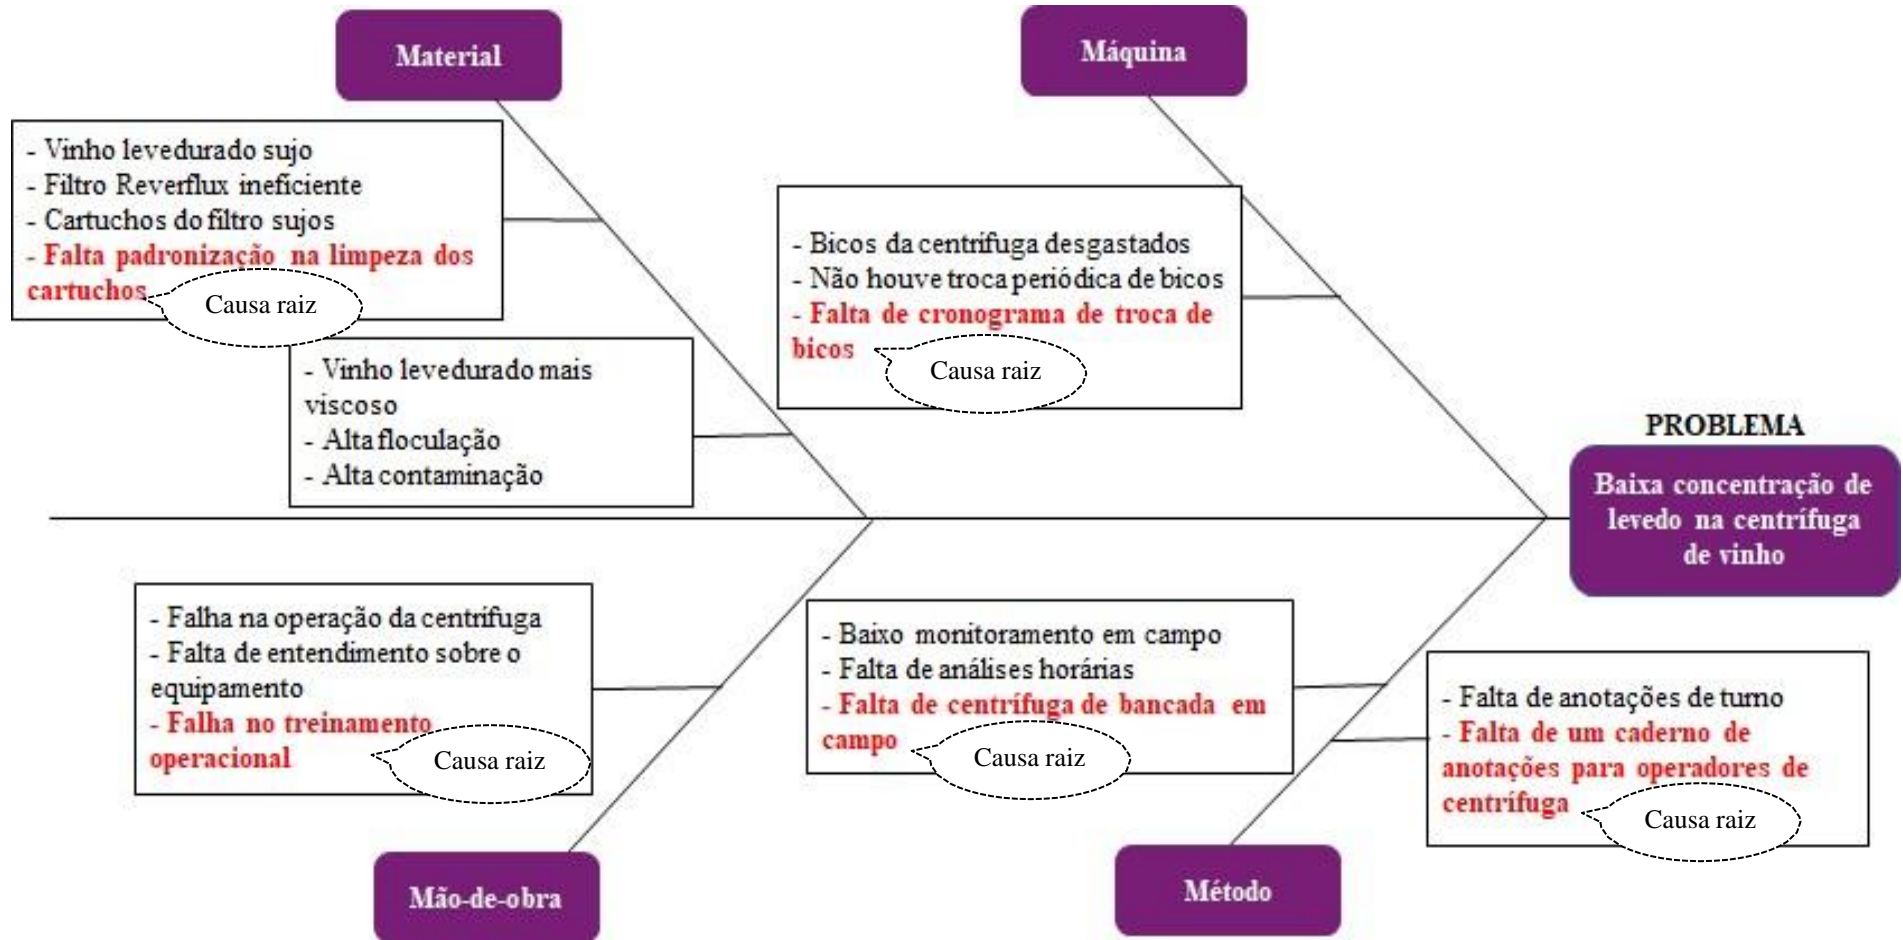 Material
- Vinho levedurado sujo
- Filtro Reverflux ineficiente
- Cartuchos do filtro sujos
- Falta padronização na limpeza dos
cartuchos
Causa raiz
- Vinho levedurado mais
viscoso
- Alta floculação
- Alta contaminação
Máquina
- Bicos da centrífuga desgastados
- Não houve troca periódica de bicos
- Falta de cronograma de troca de
bicos
Causa raiz
PROBLEMA
Baixa concentração de
levedo na centrífuga
de vinho
- Falha na operação da centrífuga
- Falta de entendimento sobre o
equipamento
- Falha no treinamento
operacional
Causa raiz
Mão-de-obra
- Baixo monitoramento em campo
- Falta de análises horárias
- Falta de centrífuga de bancada em
campo
Causa raiz
- Falta de anotações de turno
- Falta de um caderno de
anotações para operadores de
centrífuga
Causa raiz
Método